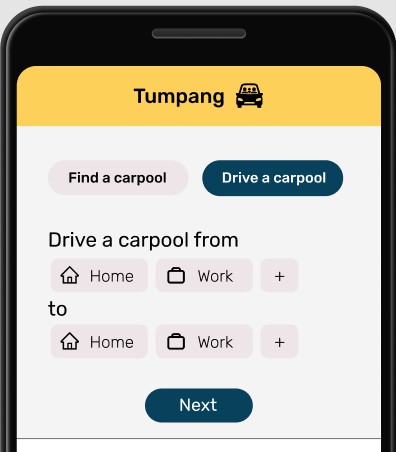 Tumpang
Find a carpool Drive a carpool
Drive a carpool from
Home Work +
to
Home Work +
Next